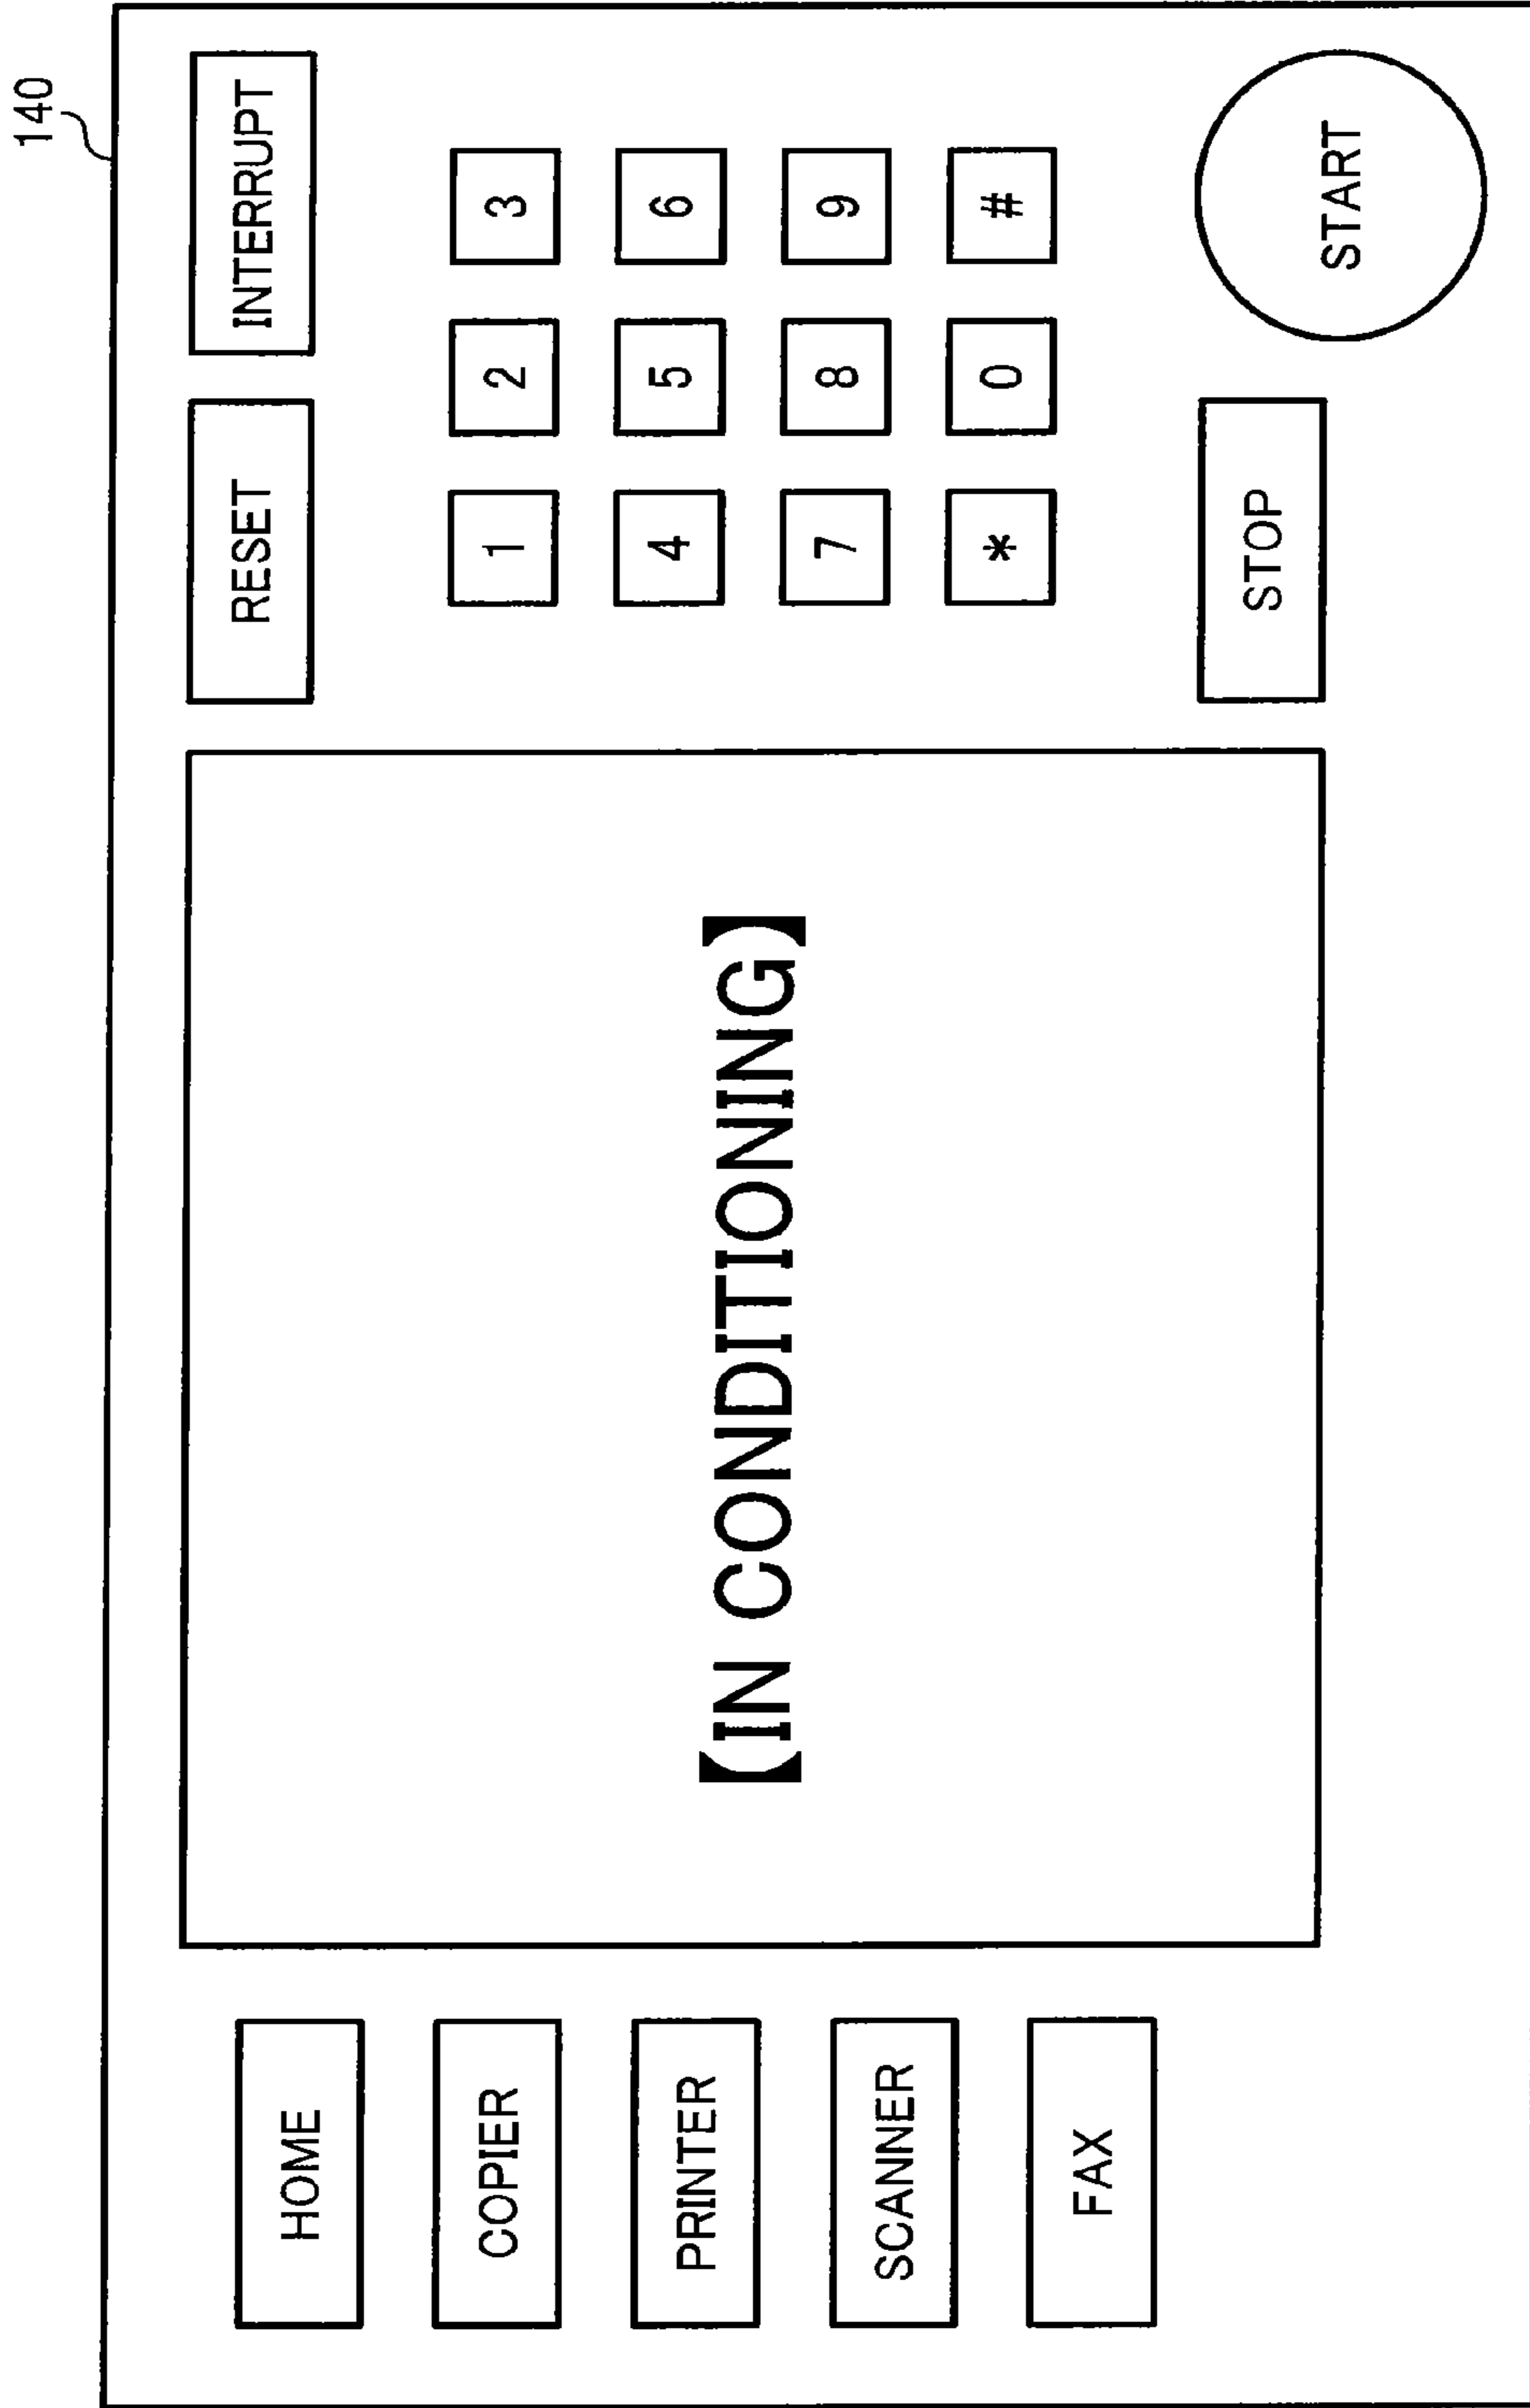 140
HOME
COPIER
PRINTER
SCANNER
FAX
【IN CONDITIONING】
RESET
INTERRUPT
1 2 3
4 5 6
7 8 9
* 0 #
STOP
START